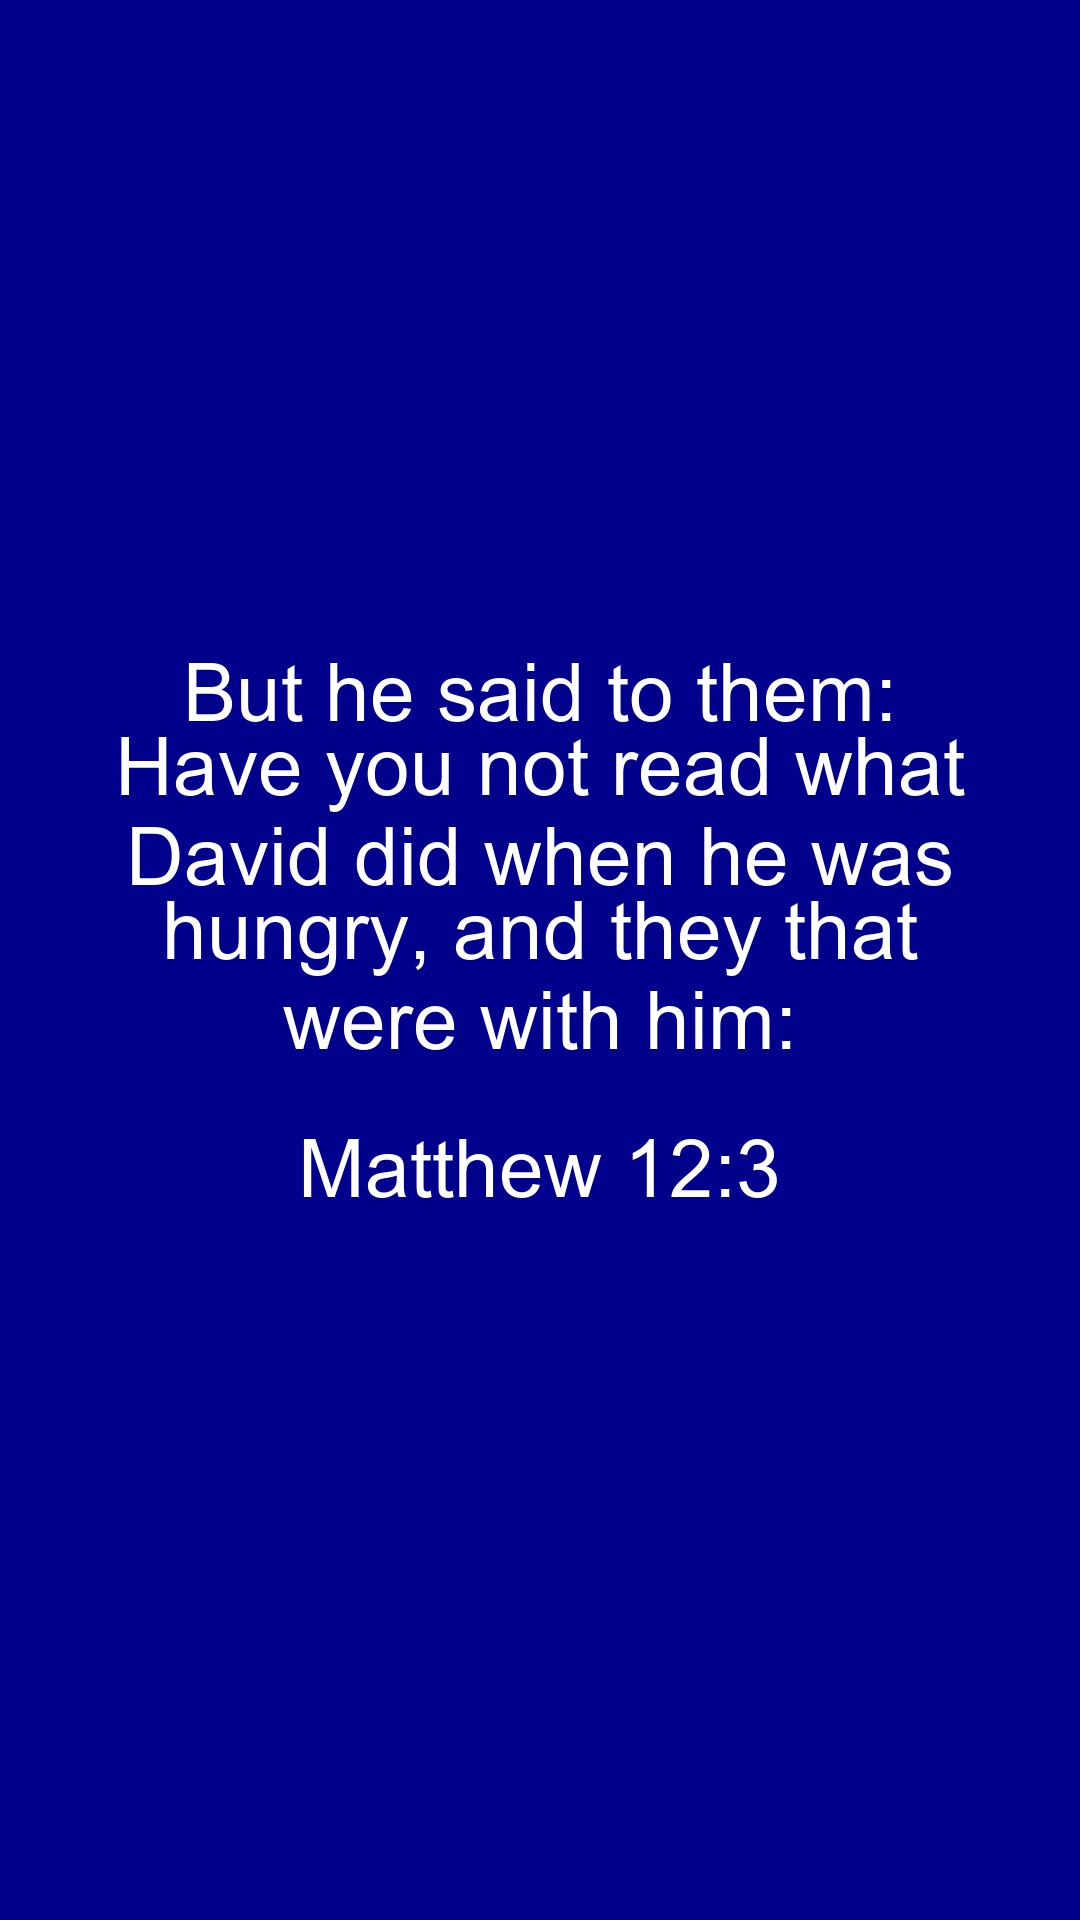 But he said to them:
Have you not read what
David did when he was
hungry, and they that
were with him:
Matthew 12:3